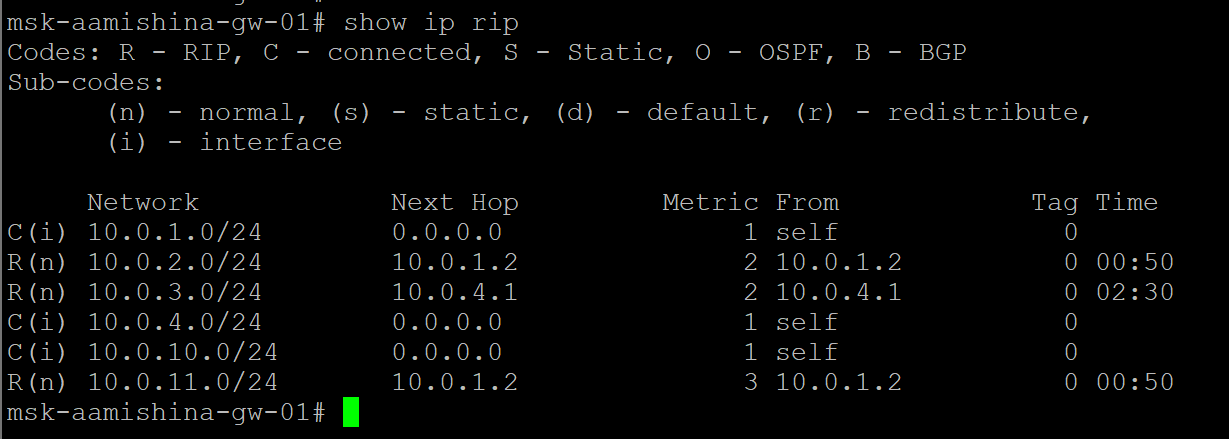 msk-aamishina-gw-01# show ip rip
Codes: R - RIP, C - connected, S - Static, O - OSPF, B - BGP
Sub-codes:
      (n) - normal, (s) - static, (d) - default, (r) - redistribute,
      (i) - interface

     Network            Next Hop         Metric From            Tag Time
C(i) 10.0.1.0/24        0.0.0.0               1 self              0
R(n) 10.0.2.0/24        10.0.1.2              2 10.0.1.2          0 00:50
R(n) 10.0.3.0/24        10.0.4.1              2 10.0.4.1          0 02:30
C(i) 10.0.4.0/24        0.0.0.0               1 self              0
C(i) 10.0.10.0/24       0.0.0.0               1 self              0
R(n) 10.0.11.0/24       10.0.1.2              3 10.0.1.2          0 00:50
msk-aamishina-gw-01#